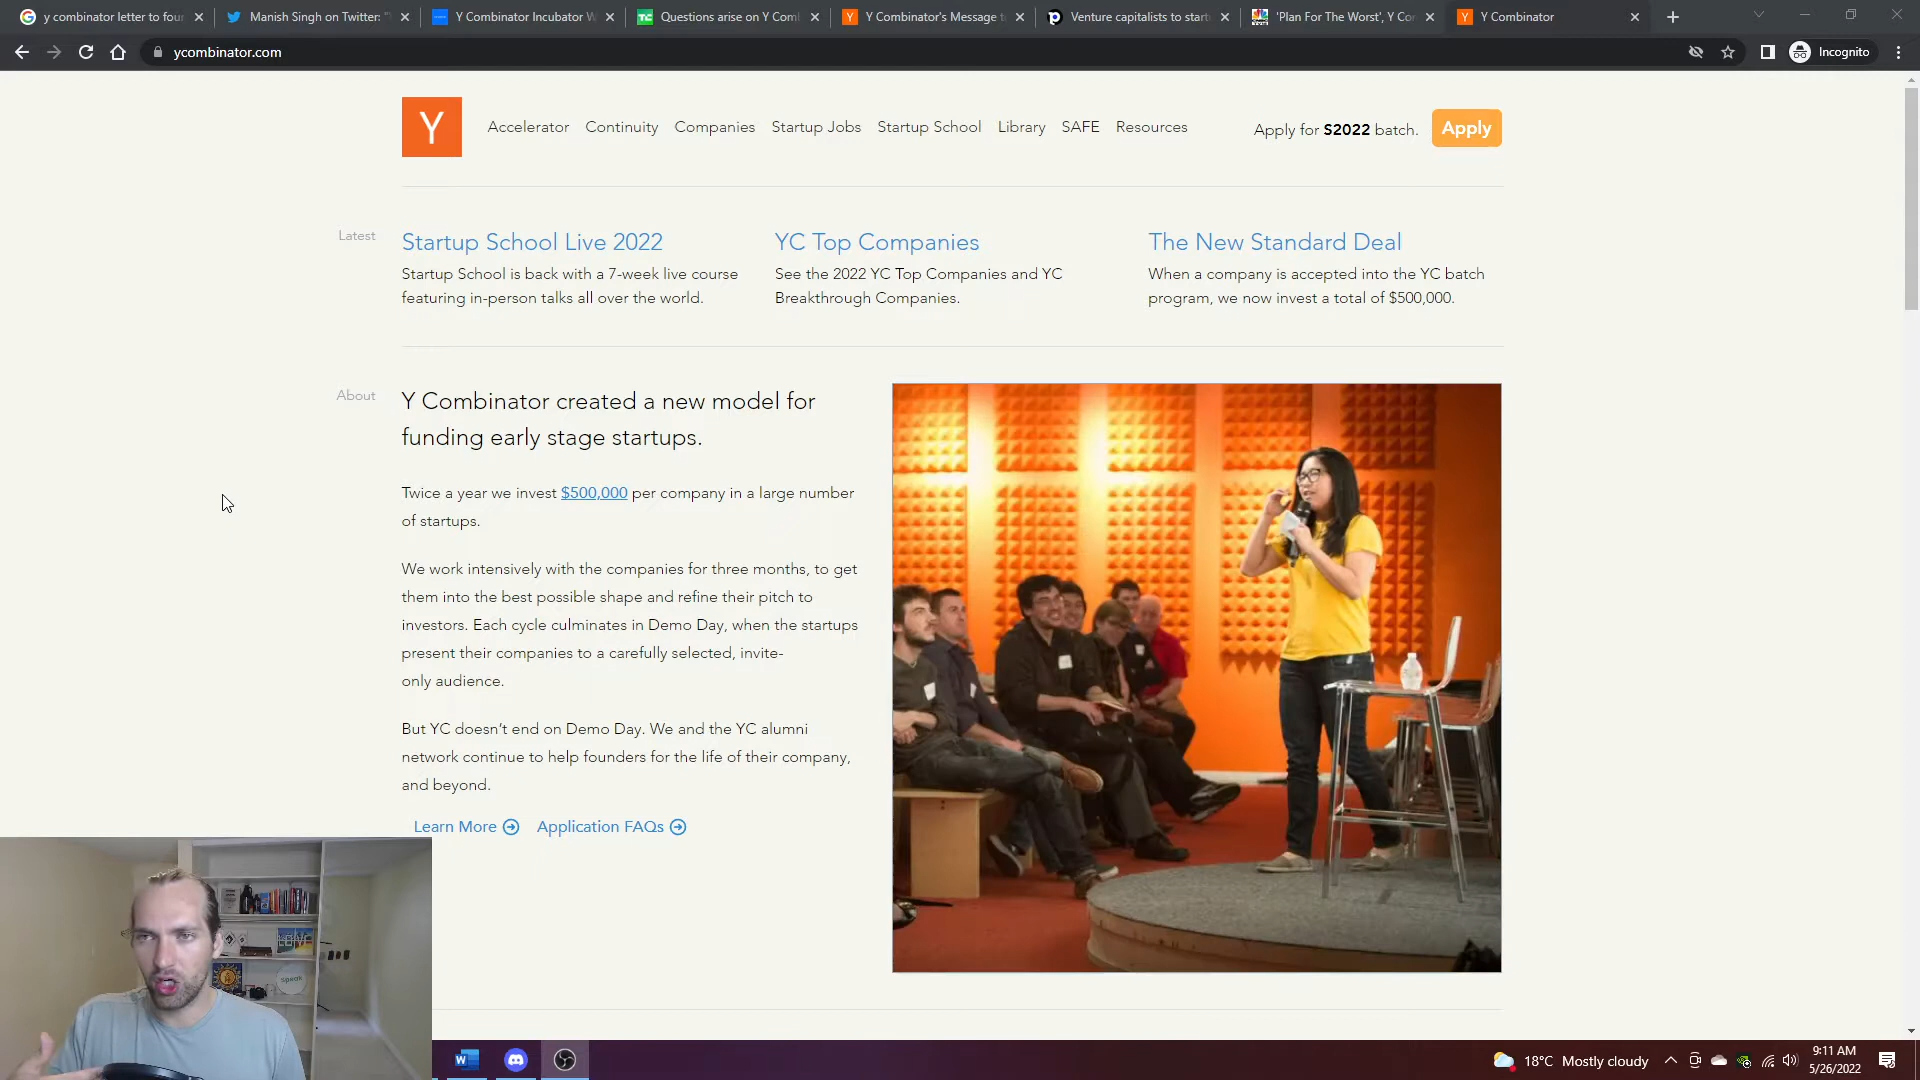 y combinator letter to four
Manish Singh on Twitter: "
Y Combinator Incubator W
Questions arise on Y Coml
Y Combinator's Message t
Venture capitalists to start
'Plan For The Worst', Y Co
Y Combinator
ycombinator.com
Incognito
Y
Accelerator Continuity Companies Startup Jobs Startup School Library SAFE Resources
Apply for S2022 batch. Apply
Latest
Startup School Live 2022
Startup School is back with a 7-week live course
featuring in-person talks all over the world.
YC Top Companies
See the 2022 YC Top Companies and YC
Breakthrough Companies.
The New Standard Deal
When a company is accepted into the YC batch
program, we now invest a total of $500,000.
About
Y Combinator created a new model for
funding early stage startups.
Twice a year we invest $500,000 per company in a large number
of startups.
We work intensively with the companies for three months, to get
them into the best possible shape and refine their pitch to
investors. Each cycle culminates in Demo Day, when the startups
present their companies to a carefully selected, invite-
only audience.
But YC doesn't end on Demo Day. We and the YC alumni
network continue to help founders for the life of their company,
and beyond.
Learn More Application FAQs
18°C Mostly cloudy
9:11 AM
5/26/2022